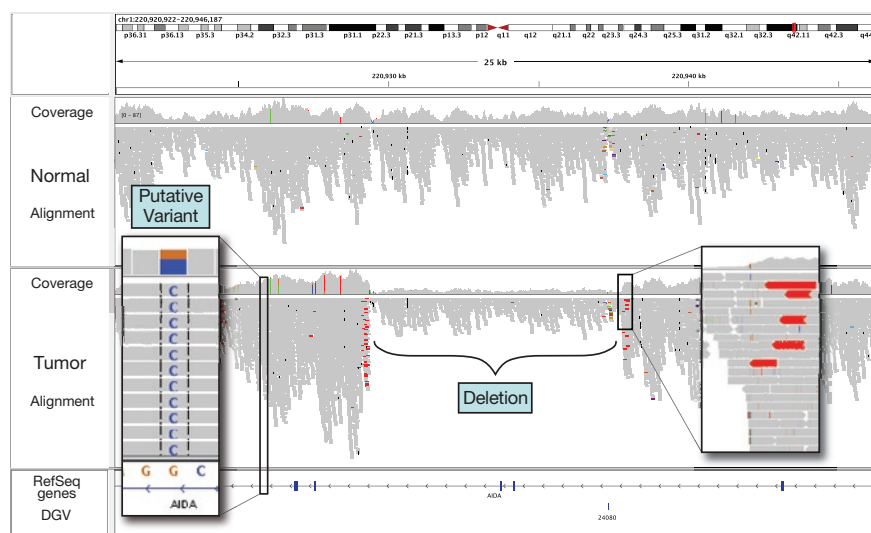 chr1:220,920,922-220,946,187
p36.31 p36.13 p35.3 p34.2 p32.3 p31.3 p31.1 p22.3 p21.3 p13.3 p12 q11 q12 q21.1 q22 q23.3 q24.3 q25.3 q31.2 q32.1 q32.3 q42.11 q42.3 q44
25 kb
220,930 kb 220,940 kb
Coverage
[0 - 87]
Normal
Alignment
Putative
Variant
Coverage
Tumor
Alignment
C
C
C
C
C
C
C
C
C
C
G G C
AIDA
Deletion
RefSeq
genes
AIDA
DGV
24080